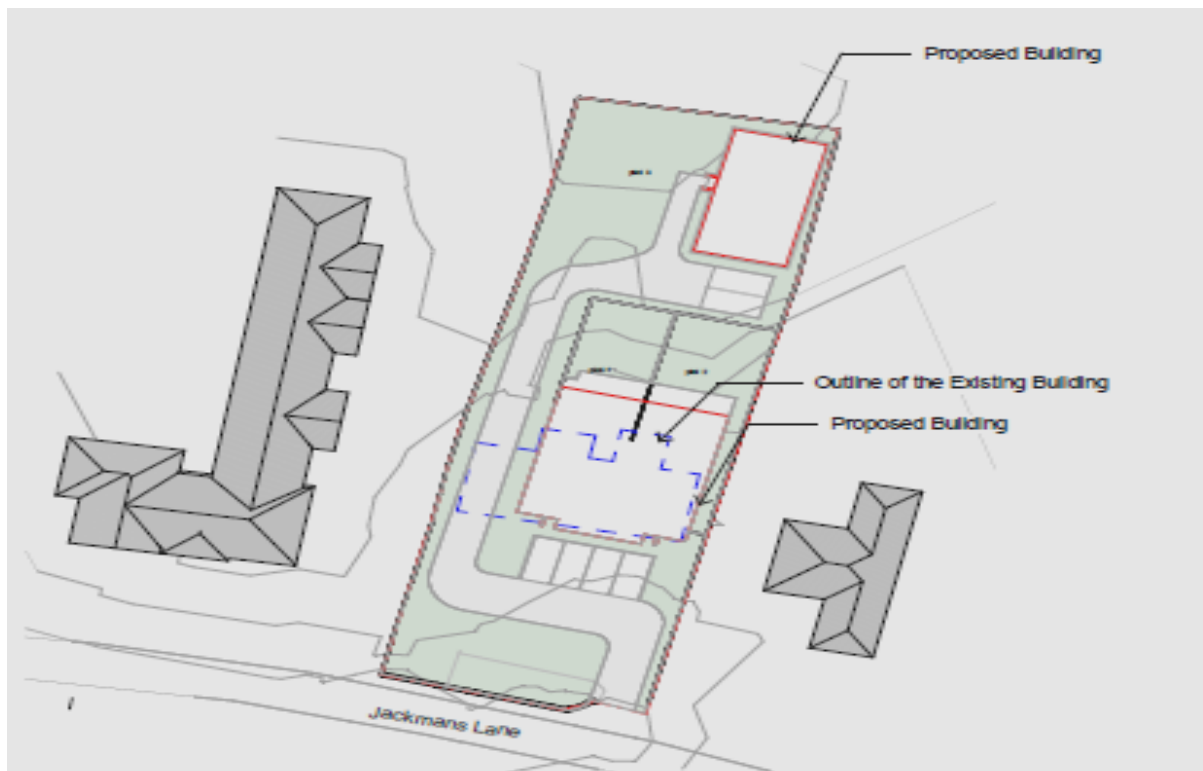 Proposed Building
Outline of the Existing Building
Proposed Building
Jackmans Lane